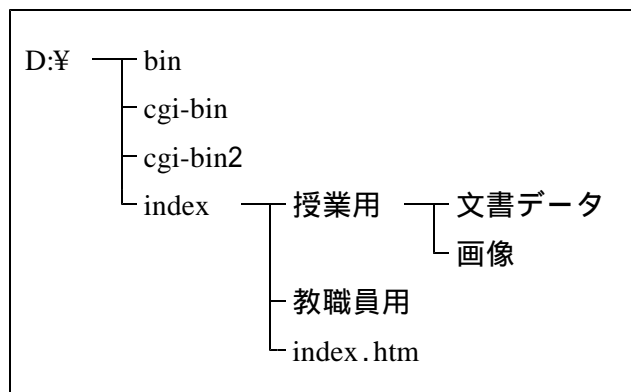 D:¥ bin
cgi-bin
cgi-bin2
index 授業用 文書データ
画像
教職員用
index.htm